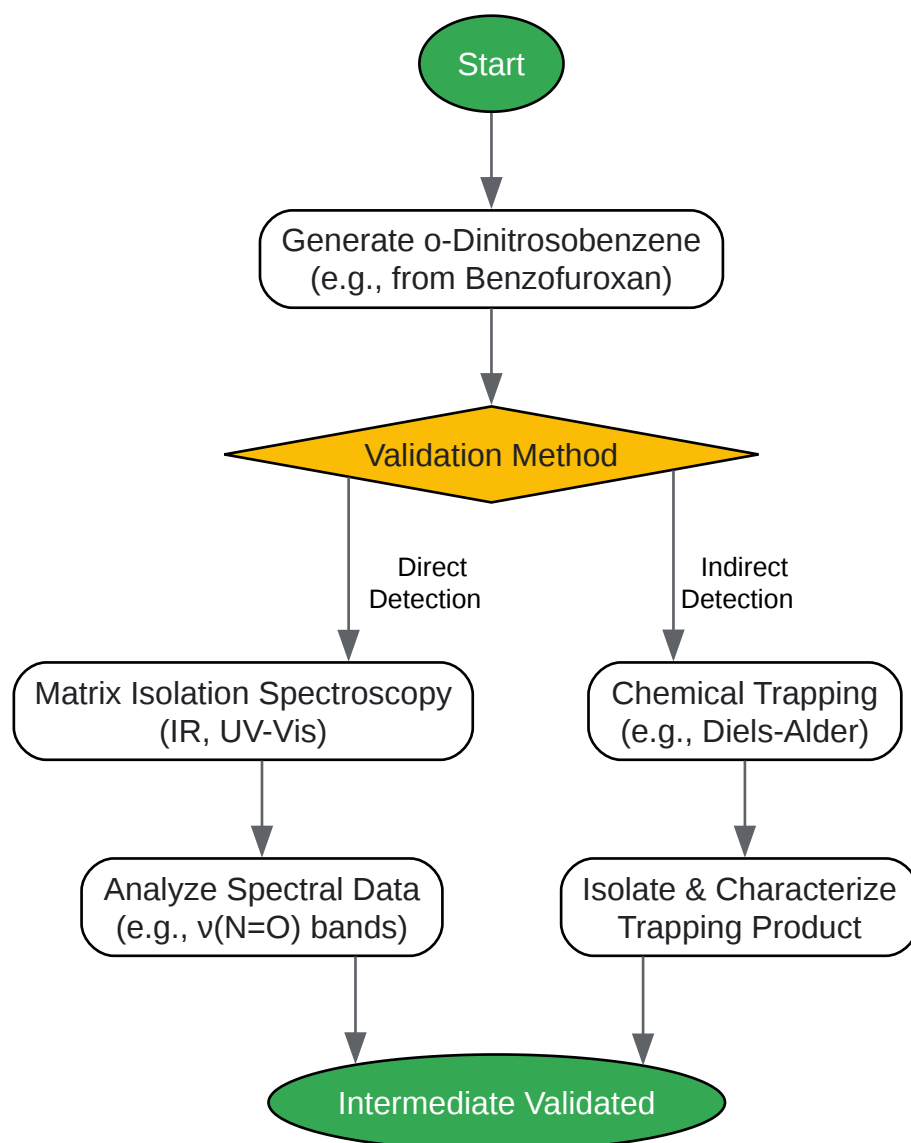 Start
Generate o-Dinitrosobenzene
(e.g., from Benzofuroxan)
Validation Method
Direct
Detection
Indirect
Detection
Matrix Isolation Spectroscopy
(IR, UV-Vis)
Chemical Trapping
(e.g., Diels-Alder)
Analyze Spectral Data
(e.g., ν(N=O) bands)
Isolate & Characterize
Trapping Product
Intermediate Validated